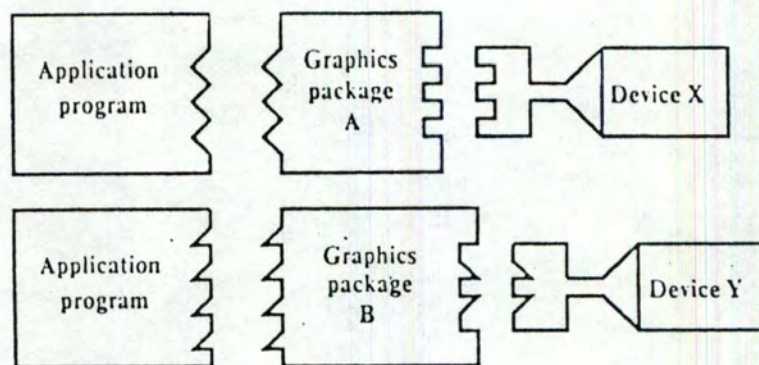 Application
program
Graphics
package
A
Device X
Application
program
Graphics
package
B
Device Y